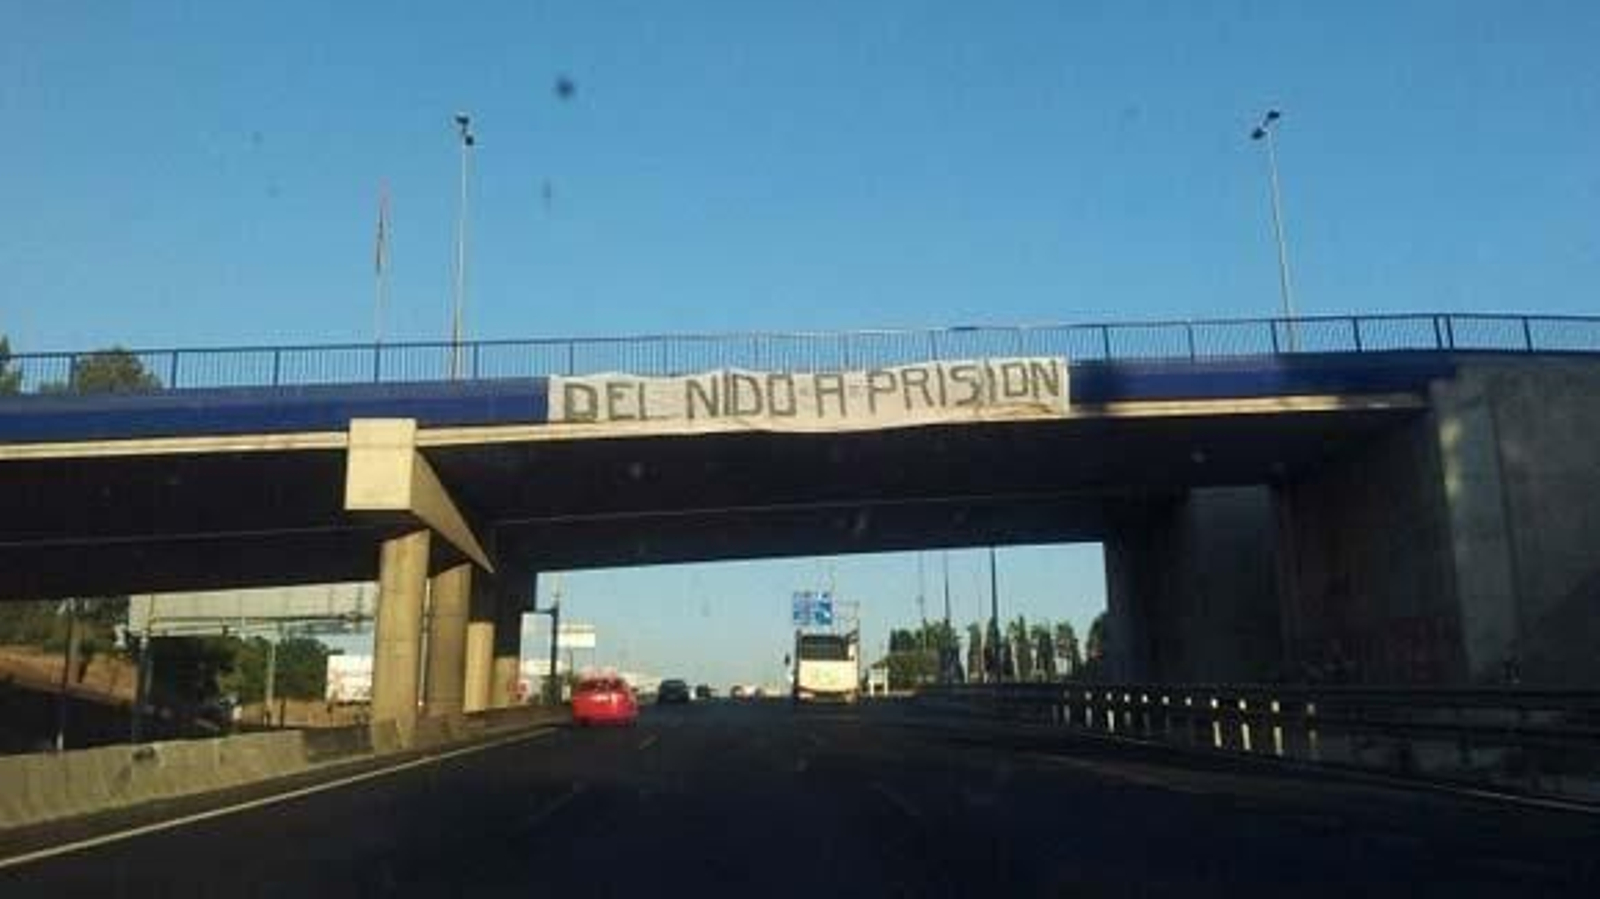 DEL NIDO A PRISION